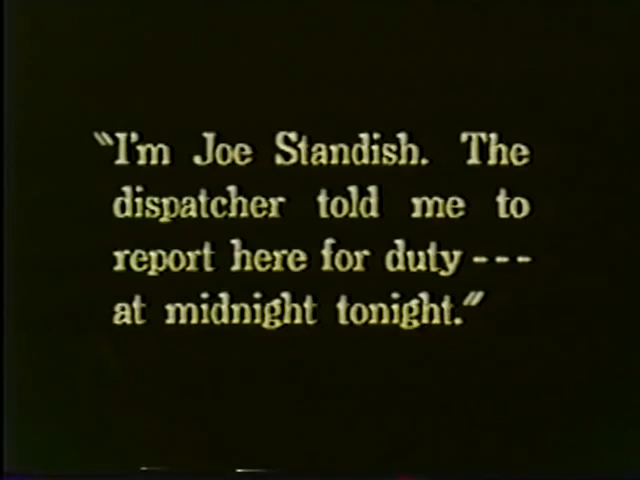 "I'm Joe Standish. The
dispatcher told me to
report here for duty ---
at midnight tonight."